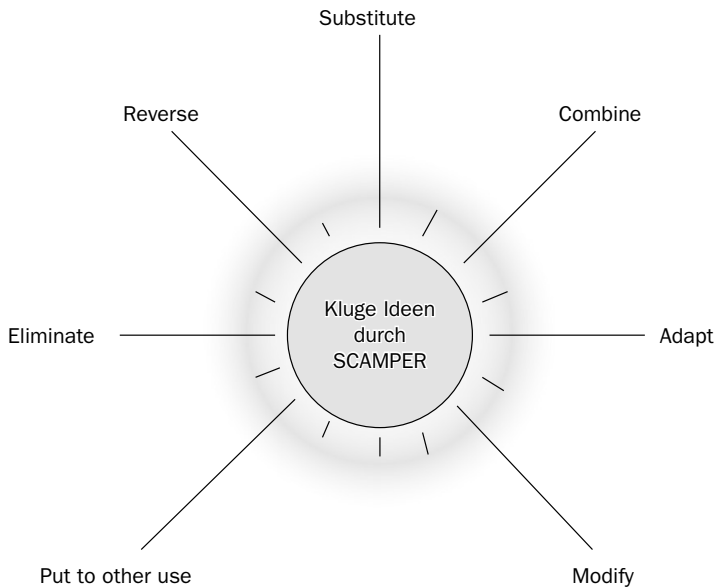 Substitute
Reverse
Combine
Kluge Ideen
durch
SCAMPER
Eliminate
Adapt
Put to other use
Modify